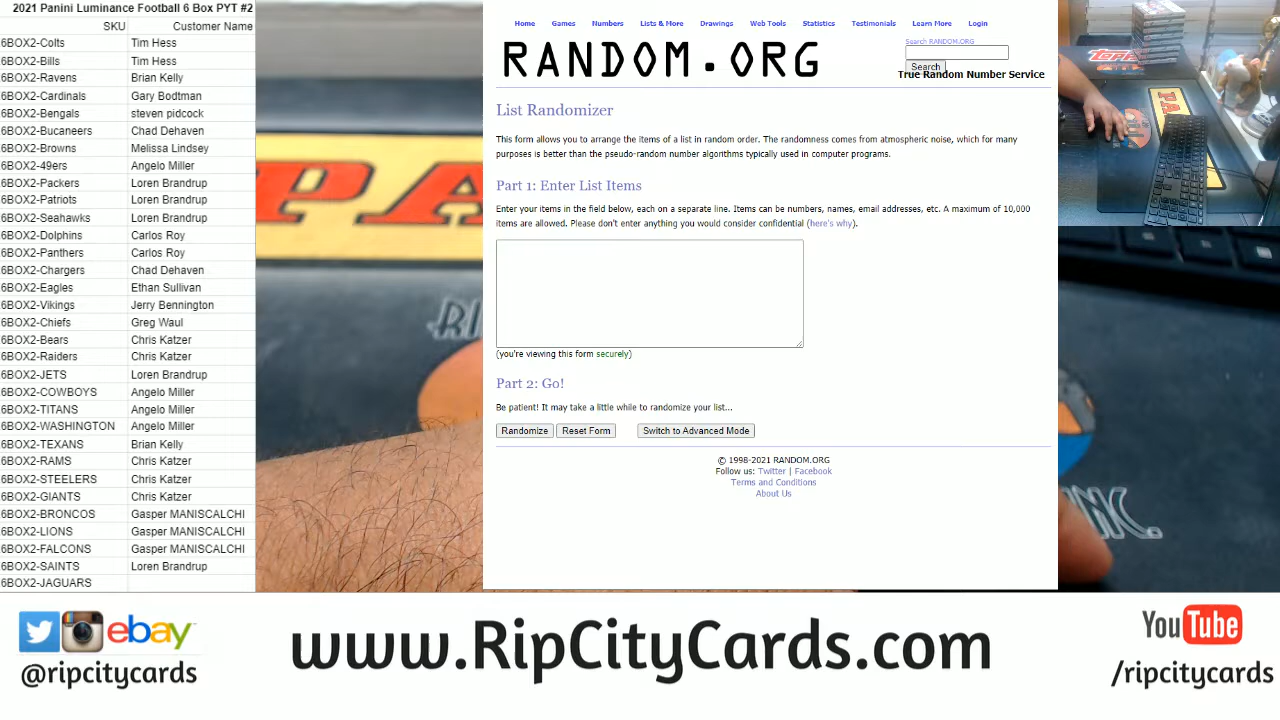 2021 Panini Luminance Football 6 Box PYT #2
SKU Customer Name
6BOX2-Colts Tim Hess
6BOX2-Bills Tim Hess
6BOX2-Ravens Brian Kelly
6BOX2-Cardinals Gary Bodtman
6BOX2-Bengals steven pidcock
6BOX2-Bucaneers Chad Dehaven
6BOX2-Browns Melissa Lindsey
6BOX2-49ers Angelo Miller
6BOX2-Packers Loren Brandrup
6BOX2-Patriots Loren Brandrup
6BOX2-Seahawks Loren Brandrup
6BOX2-Dolphins Carlos Roy
6BOX2-Panthers Carlos Roy
6BOX2-Chargers Chad Dehaven
6BOX2-Eagles Ethan Sullivan
6BOX2-Vikings Jerry Bennington
6BOX2-Chiefs Greg Waul
6BOX2-Bears Chris Katzer
6BOX2-Raiders Chris Katzer
6BOX2-JETS Loren Brandrup
6BOX2-COWBOYS Angelo Miller
6BOX2-TITANS Angelo Miller
6BOX2-WASHINGTON Angelo Miller
6BOX2-TEXANS Brian Kelly
6BOX2-RAMS Chris Katzer
6BOX2-STEELERS Chris Katzer
6BOX2-GIANTS Chris Katzer
6BOX2-BRONCOS Gasper MANISCALCHI
6BOX2-LIONS Gasper MANISCALCHI
6BOX2-FALCONS Gasper MANISCALCHI
6BOX2-SAINTS Loren Brandrup
6BOX2-JAGUARS
PA
RI
Home Games Numbers Lists & More Drawings Web Tools Statistics Testimonials Learn More Login
RANDOM.ORG
Search RANDOM.ORG
Search
True Random Number Service
List Randomizer
This form allows you to arrange the items of a list in random order. The randomness comes from atmospheric noise, which for many
purposes is better than the pseudo-random number algorithms typically used in computer programs.
Part 1: Enter List Items
Enter your items in the field below, each on a separate line. Items can be numbers, names, email addresses, etc. A maximum of 10,000
items are allowed. Please don't enter anything you would consider confidential (here's why).
(you're viewing this form securely)
Part 2: Go!
Be patient! It may take a little while to randomize your list...
Randomize Reset Form Switch to Advanced Mode
© 1998-2021 RANDOM.ORG
Follow us: Twitter | Facebook
Terms and Conditions
About Us
Topps
PA
NC.
ebay
@ripcitycards
www.RipCityCards.com
YouTube
/ripcitycards